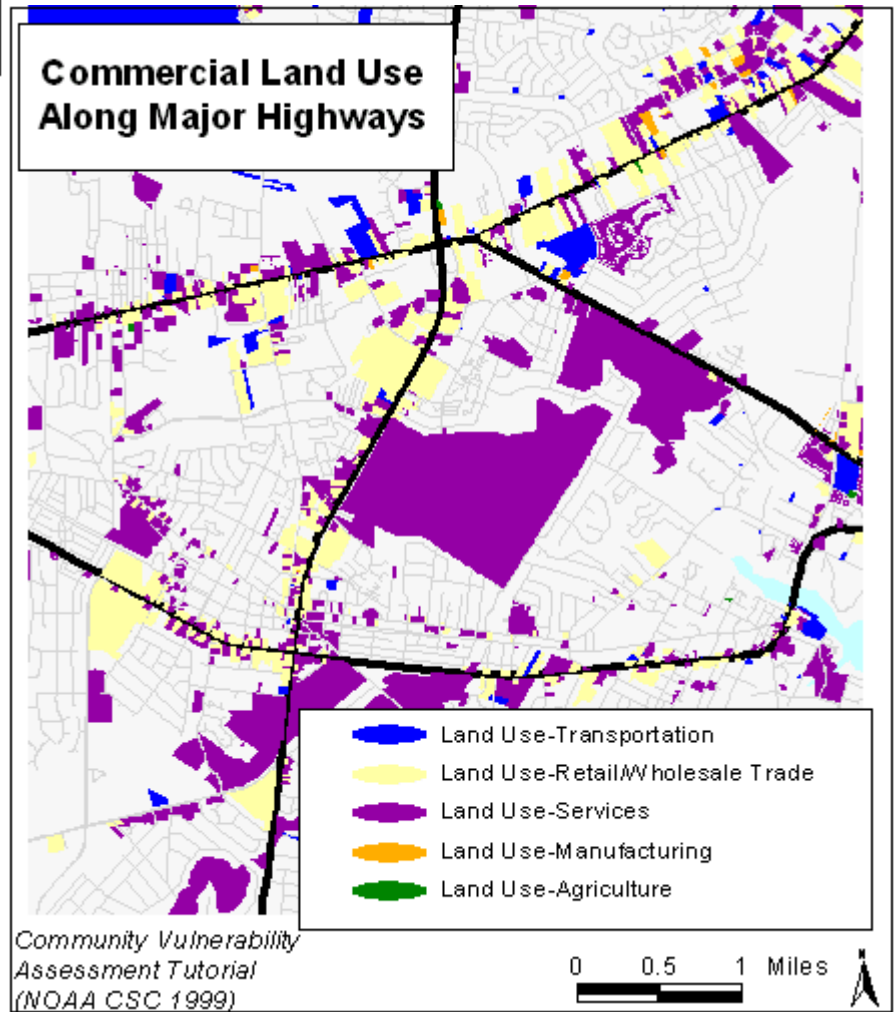 Commercial Land Use
Along Major Highways
Land Use-Transportation
Land Use-Retail/Wholesale Trade
Land Use-Services
Land Use-Manufacturing
Land Use-Agriculture
Community Vulnerability
Assessment Tutorial
(NOAA CSC 1999)
0 0.5 1 Miles
N